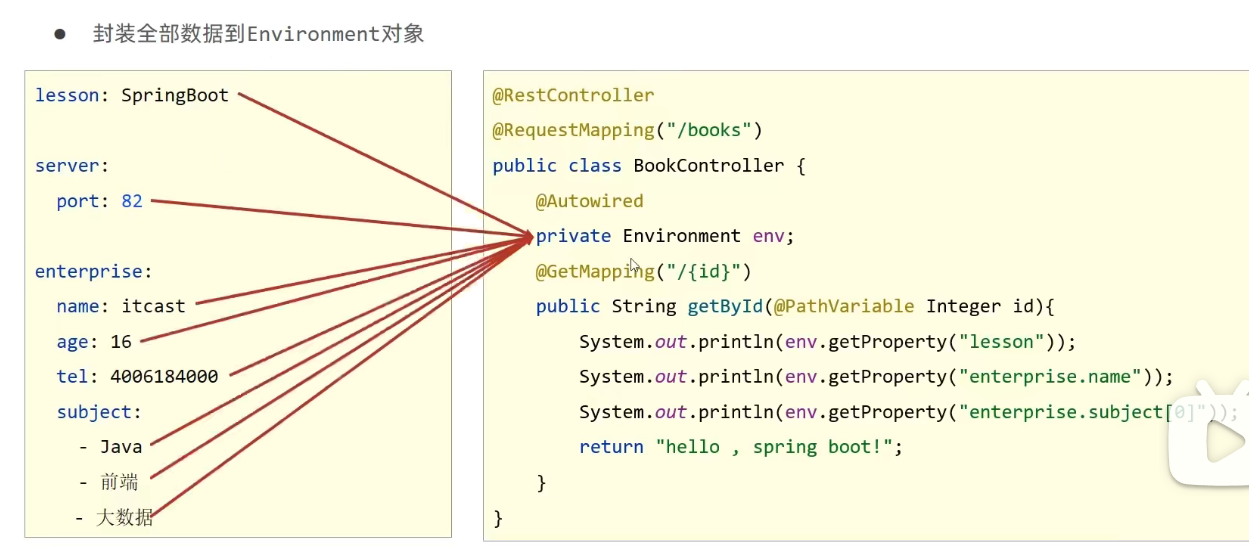 ● 封装全部数据到Environment对象
lesson: SpringBoot
server:
port: 82
enterprise:
name: itcast
age: 16
tel: 4006184000
subject:
- Java
- 前端
- 大数据
@RestController
@RequestMapping("/books")
public class BookController {
@Autowired
private Environment env;
@GetMapping("/{id}")
public String getById(@PathVariable Integer id){
System.out.println(env.getProperty("lesson"));
System.out.println(env.getProperty("enterprise.name"));
System.out.println(env.getProperty("enterprise.subject[0]"));
return "hello , spring boot!";
}
}